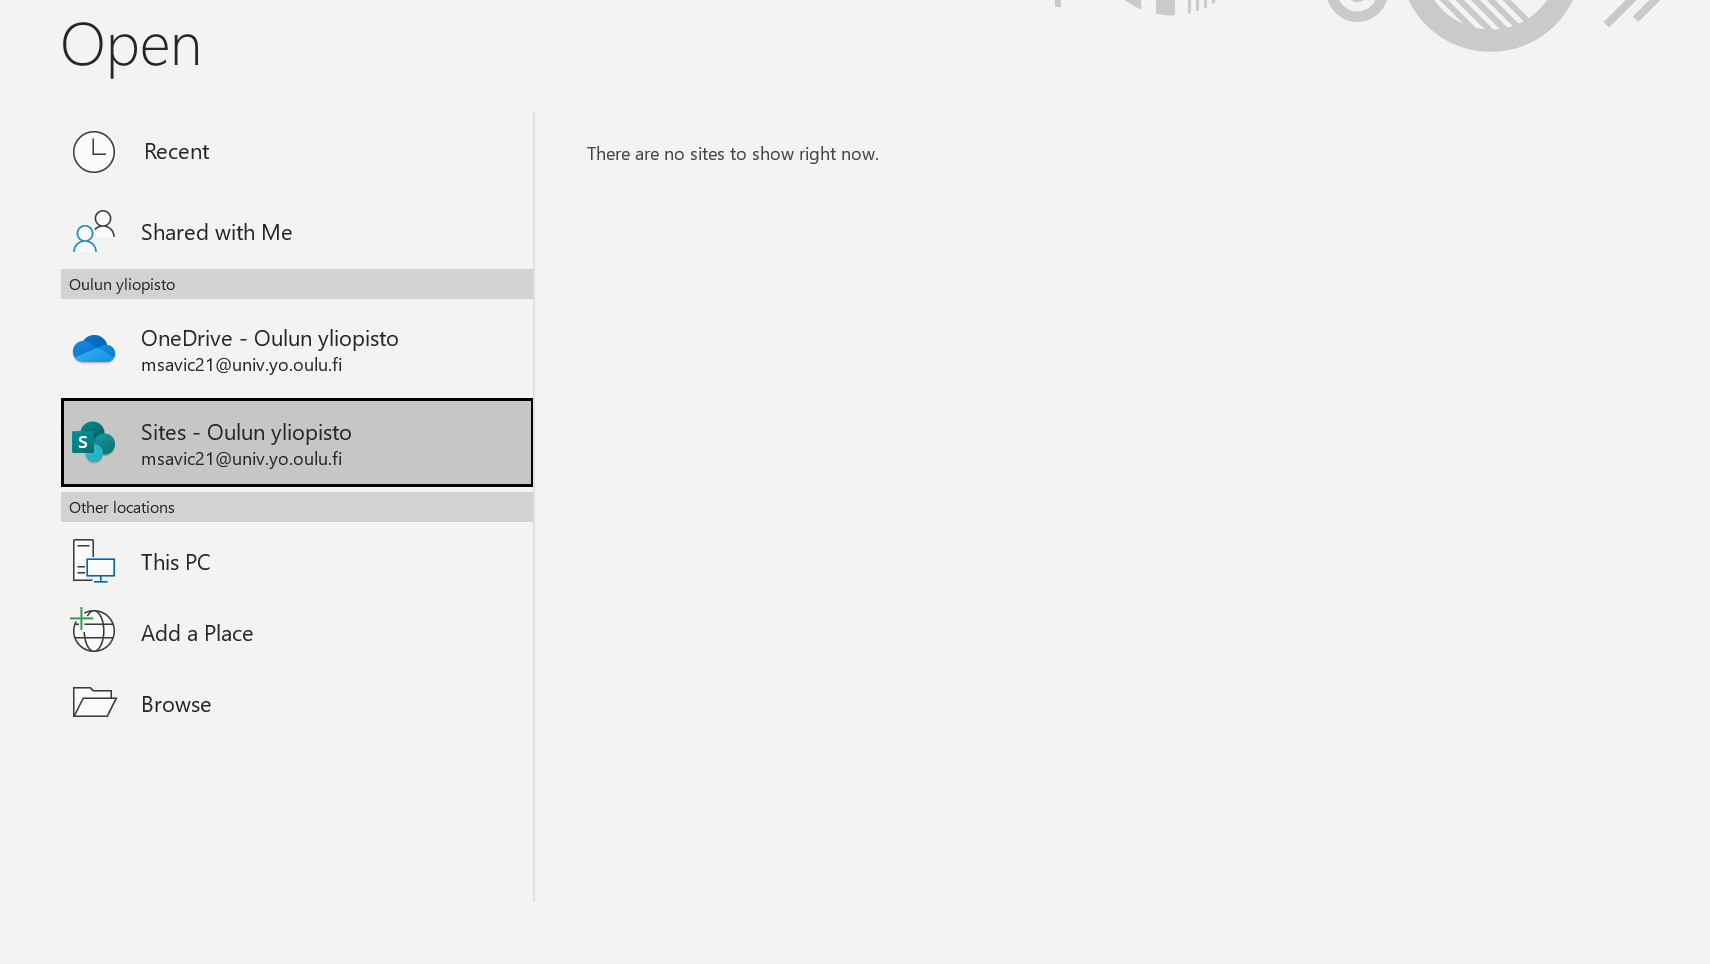 Open
Recent
Shared with Me
Oulun yliopisto
OneDrive - Oulun yliopisto
msavic21@univ.yo.oulu.fi
S
Sites - Oulun yliopisto
msavic21@univ.yo.oulu.fi
Other locations
This PC
Add a Place
Browse
There are no sites to show right now.